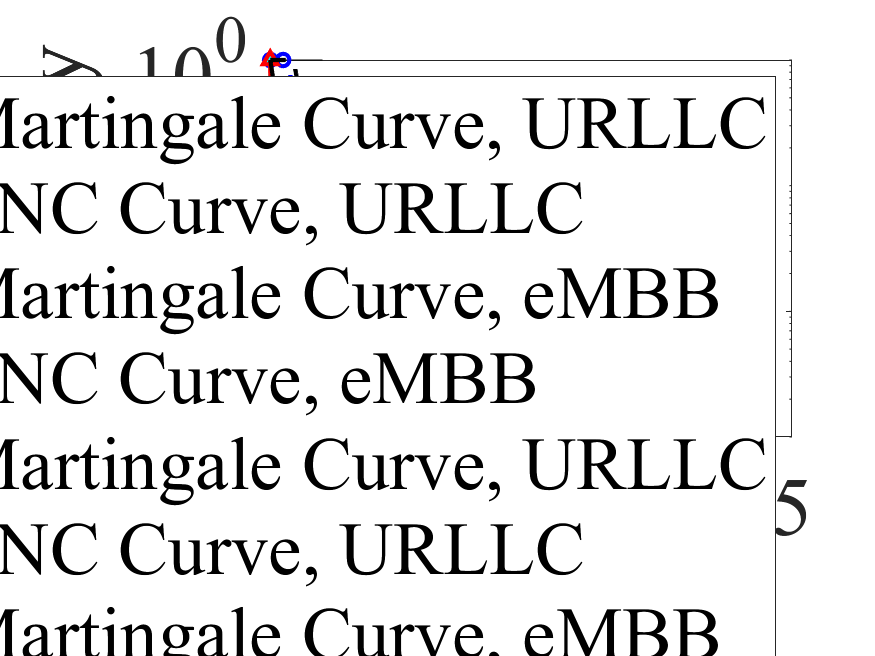 y
10^0
Martingale Curve, URLLC
NC Curve, URLLC
Martingale Curve, eMBB
NC Curve, eMBB
Martingale Curve, URLLC
NC Curve, URLLC
5
Martingale Curve, eMBB